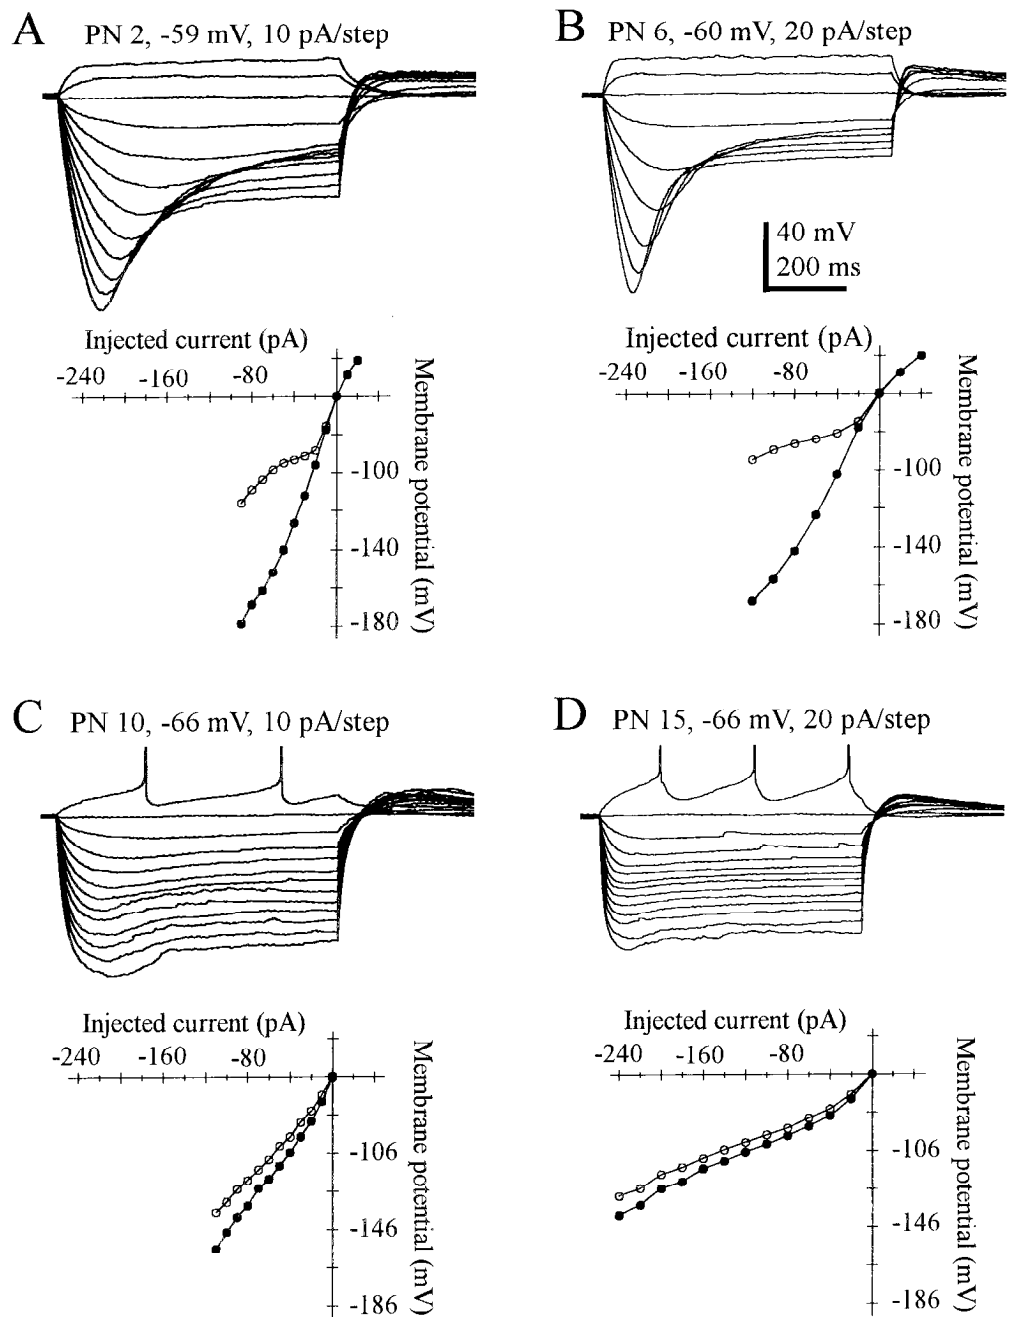 A
PN 2, -59 mV, 10 pA/step
B
PN 6, -60 mV, 20 pA/step
40 mV
200 ms
Injected current (pA)
-240 -160 -80
Membrane potential (mV)
-100
-140
-180
Injected current (pA)
-240 -160 -80
Membrane potential (mV)
-100
-140
-180
C
PN 10, -66 mV, 10 pA/step
D
PN 15, -66 mV, 20 pA/step
Injected current (pA)
-240 -160 -80
Membrane potential (mV)
-106
-146
-186
Injected current (pA)
-240 -160 -80
Membrane potential (mV)
-106
-146
-186